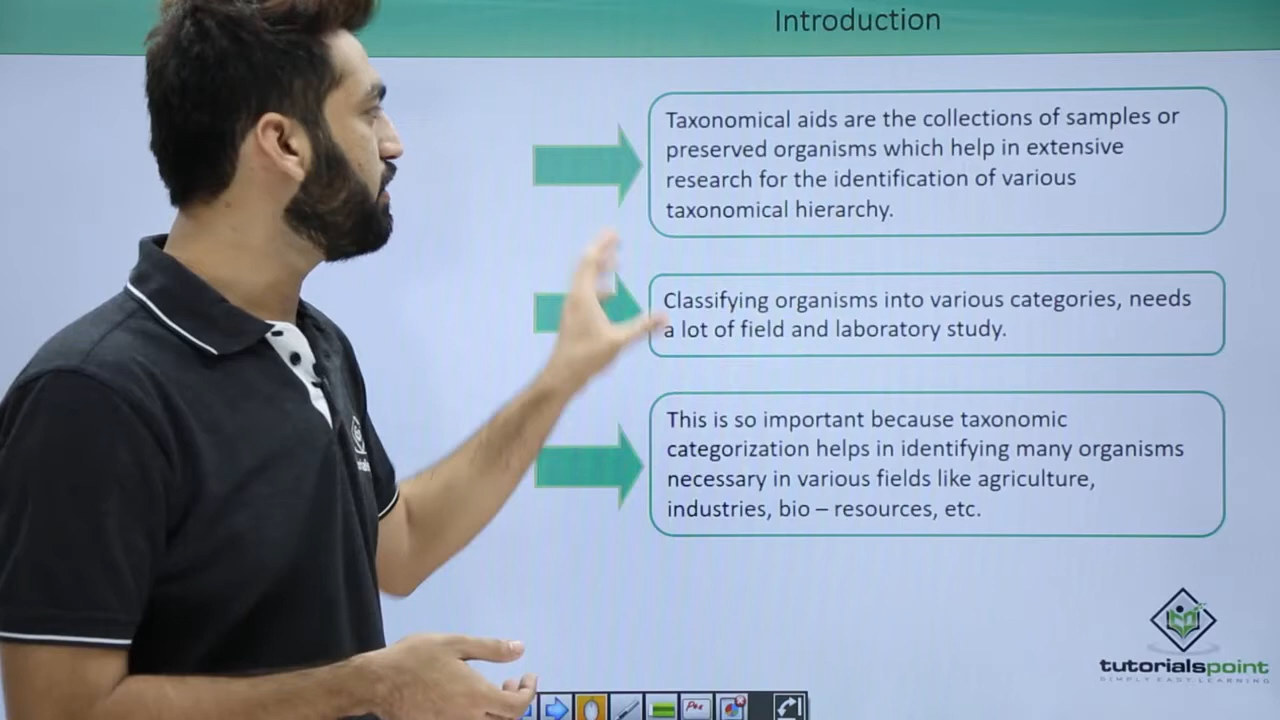 Introduction
Taxonomical aids are the collections of samples or
preserved organisms which help in extensive
research for the identification of various
taxonomical hierarchy.
Classifying organisms into various categories, needs
a lot of field and laboratory study.
This is so important because taxonomic
categorization helps in identifying many organisms
necessary in various fields like agriculture,
industries, bio – resources, etc.
tutorialspoint
SIMPLY EASY LEARNING